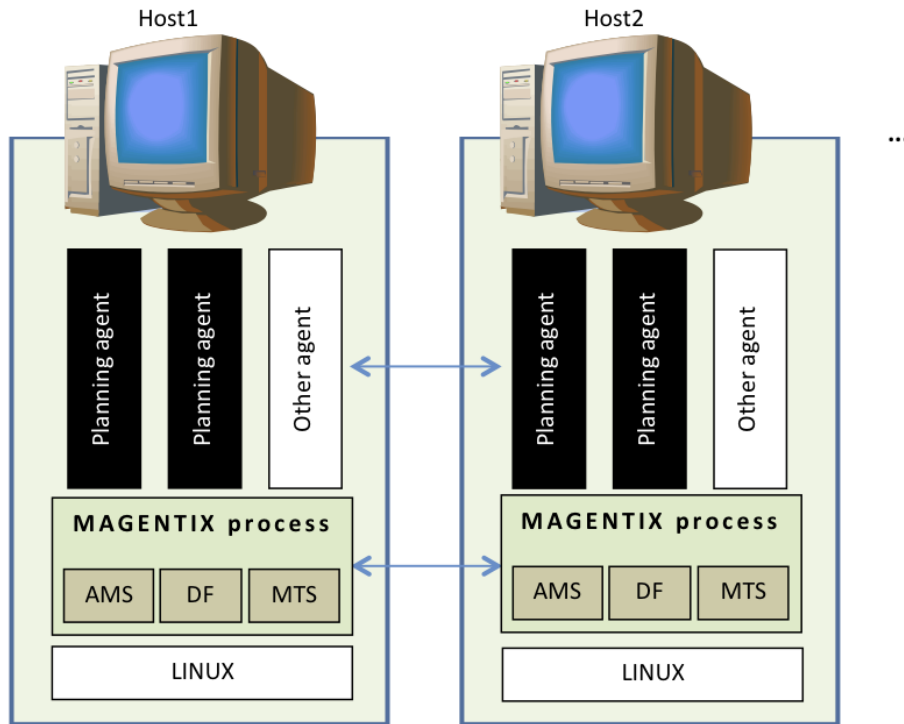 Host1
Host2
...
Planning agent
Planning agent
Other agent
Planning agent
Planning agent
Other agent
MAGENTIX process
AMS
DF
MTS
MAGENTIX process
AMS
DF
MTS
LINUX
LINUX